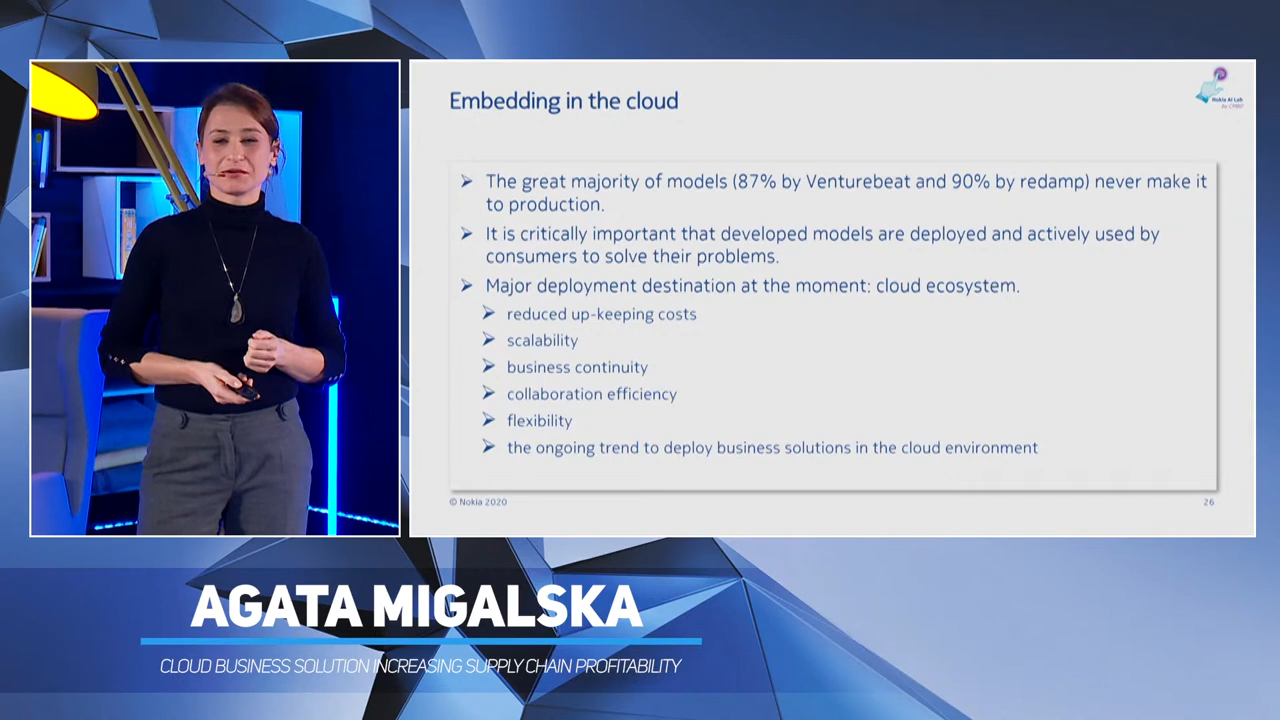 Embedding in the cloud
Nokia AI Lab
by CMBP
➢ The great majority of models (87% by Venturebeat and 90% by redamp) never make it
to production.
➢ It is critically important that developed models are deployed and actively used by
consumers to solve their problems.
➢ Major deployment destination at the moment: cloud ecosystem.
➢ reduced up-keeping costs
➢ scalability
➢ business continuity
➢ collaboration efficiency
➢ flexibility
➢ the ongoing trend to deploy business solutions in the cloud environment
© Nokia 2020
26
AGATA MIGALSKA
CLOUD BUSINESS SOLUTION INCREASING SUPPLY CHAIN PROFITABILITY